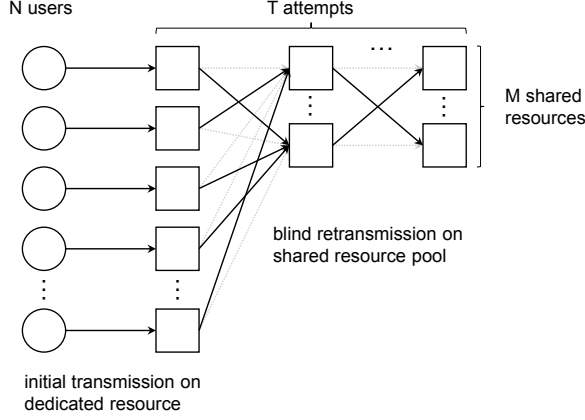 N users
T attempts
M shared
resources
blind retransmission on
shared resource pool
initial transmission on
dedicated resource